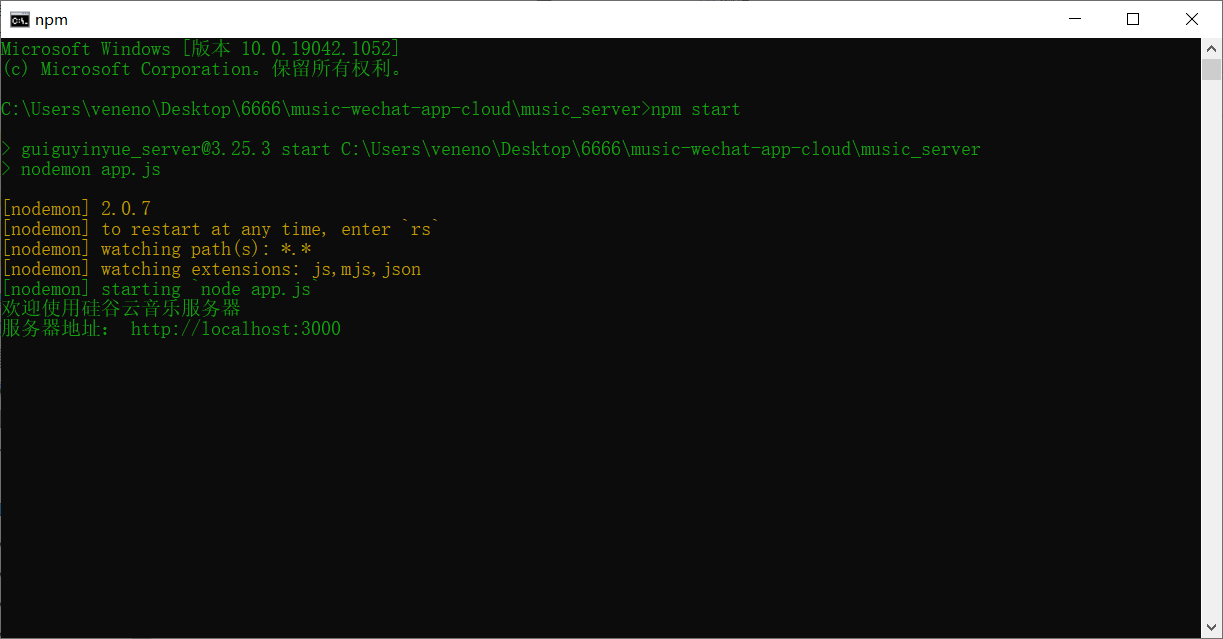 npm
Microsoft Windows [版本 10.0.19042.1052]
(c) Microsoft Corporation。保留所有权利。
C:\Users\veneno\Desktop\6666\music-wechat-app-cloud\music_server>npm start
> guiguyinyue_server@3.25.3 start C:\Users\veneno\Desktop\6666\music-wechat-app-cloud\music_server
> nodemon app.js
[nodemon] 2.0.7
[nodemon] to restart at any time, enter `rs`
[nodemon] watching path(s): *.*
[nodemon] watching extensions: js,mjs,json
[nodemon] starting `node app.js`
欢迎使用硅谷云音乐服务器
服务器地址： http://localhost:3000